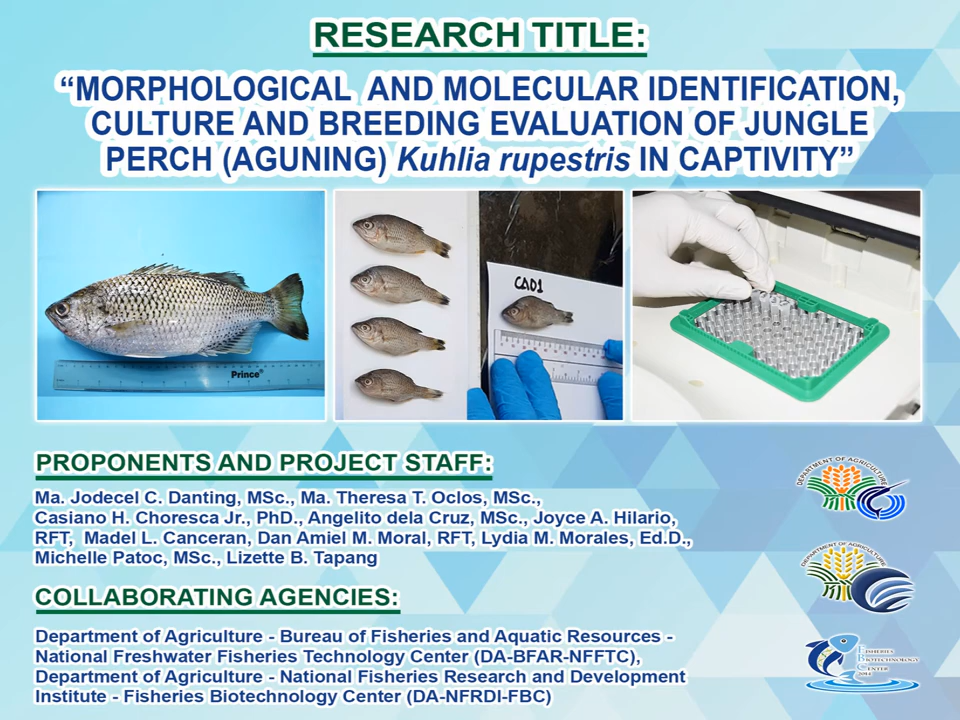 RESEARCH TITLE:
“MORPHOLOGICAL AND MOLECULAR IDENTIFICATION,
CULTURE AND BREEDING EVALUATION OF JUNGLE
PERCH (AGUNING) Kuhlia rupestris IN CAPTIVITY”
Prince
CAD1
PROPONENTS AND PROJECT STAFF:
Ma. Jodecel C. Danting, MSc., Ma. Theresa T. Oclos, MSc.,
Casiano H. Choresca Jr., PhD., Angelito dela Cruz, MSc., Joyce A. Hilario,
RFT, Madel L. Canceran, Dan Amiel M. Moral, RFT, Lydia M. Morales, Ed.D.,
Michelle Patoc, MSc., Lizette B. Tapang
COLLABORATING AGENCIES:
Department of Agriculture - Bureau of Fisheries and Aquatic Resources -
National Freshwater Fisheries Technology Center (DA-BFAR-NFFTC),
Department of Agriculture - National Fisheries Research and Development
Institute - Fisheries Biotechnology Center (DA-NFRDI-FBC)
DEPARTMENT OF AGRICULTURE
DEPARTMENT OF AGRICULTURE
FISHERIES
BIOTECHNOLOGY
CENTER
2014